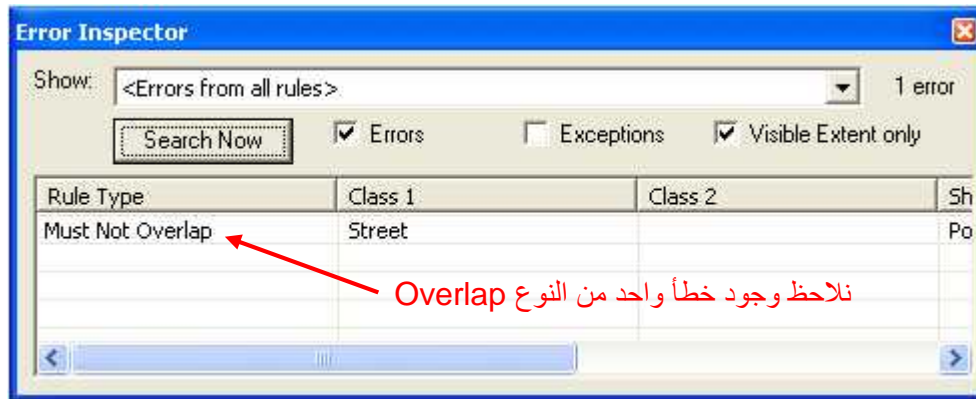 Error Inspector
Show: <Errors from all rules> 1 error
Search Now Errors Exceptions Visible Extent only
Rule Type Class 1 Class 2 Sh
Must Not Overlap Street Po
نلاحظ وجود خطأ واحد من النوع Overlap